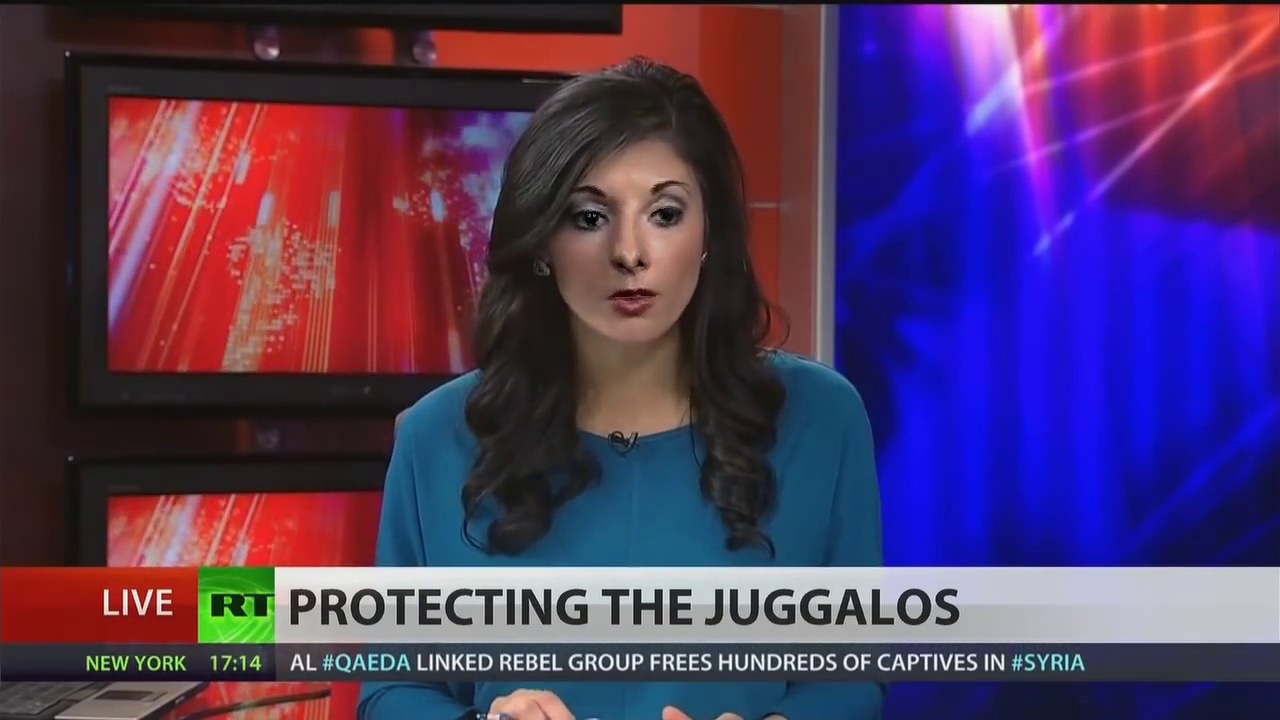 LIVE RT PROTECTING THE JUGGALOS
NEW YORK 17:14 AL #QAEDA LINKED REBEL GROUP FREES HUNDREDS OF CAPTIVES IN #SYRIA